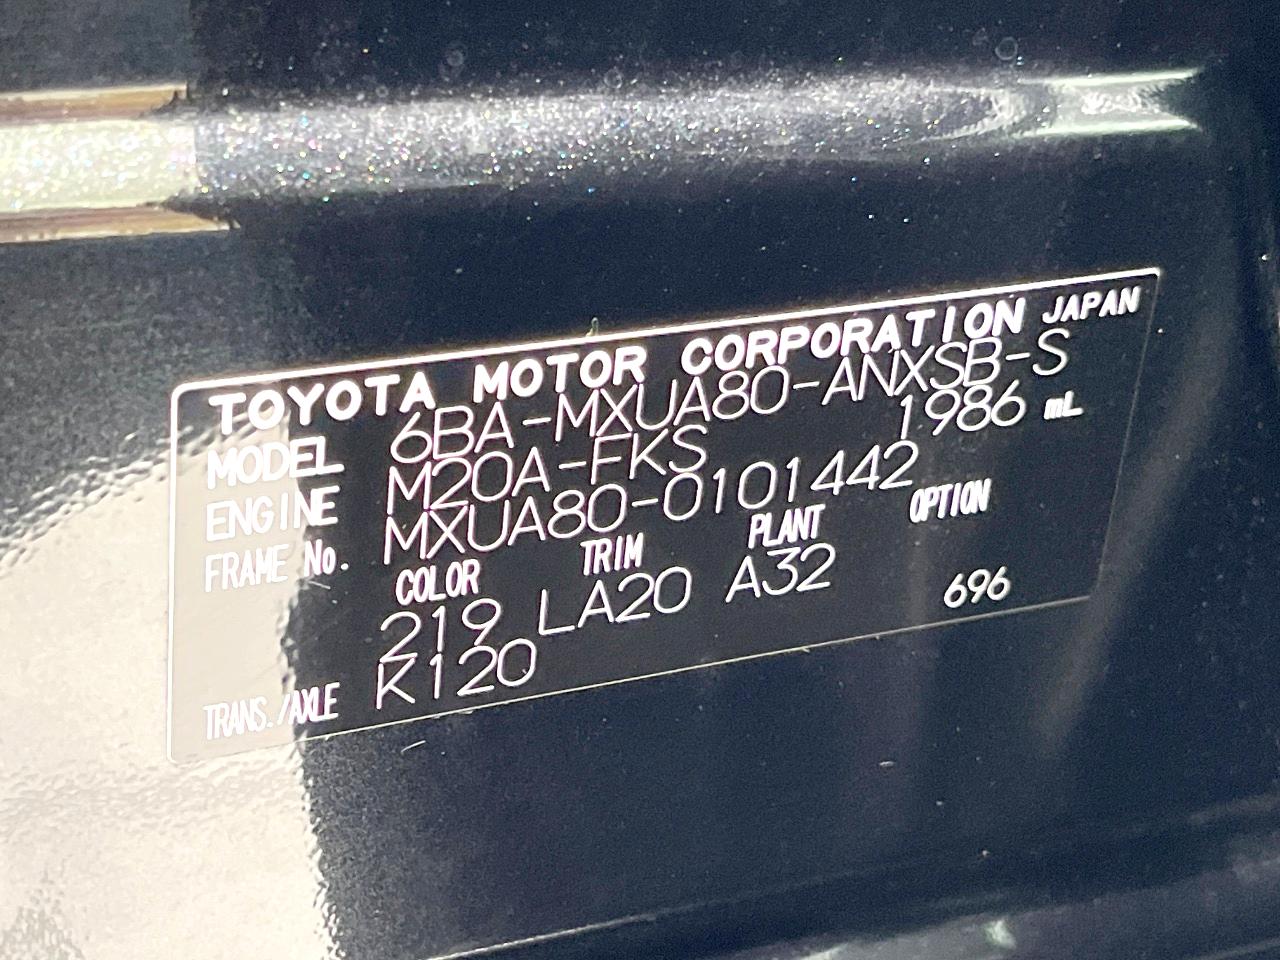 TOYOTA MOTOR CORPORATION JAPAN
MODEL 6BA-MXUA80-ANXSB-S
ENGINE M20A-FKS 1986 mL
FRAME No. MXUA80-0101442
COLOR TRIM PLANT OPTION
219 LA20 A32 696
TRANS./AXLE K120